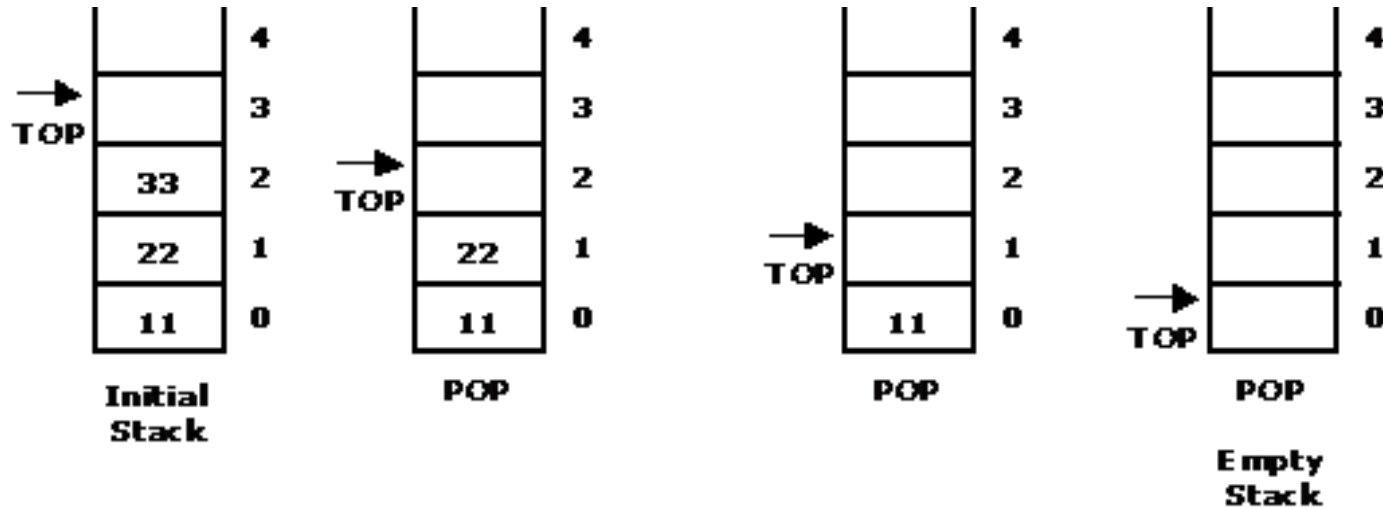 4 4 4 4
TOP 3 3 3 3
33 2 TOP 2 2 2
22 1 22 1 TOP 1 1
11 0 11 0 11 0 TOP 0
Initial
Stack
POP
POP
POP
Empty
Stack